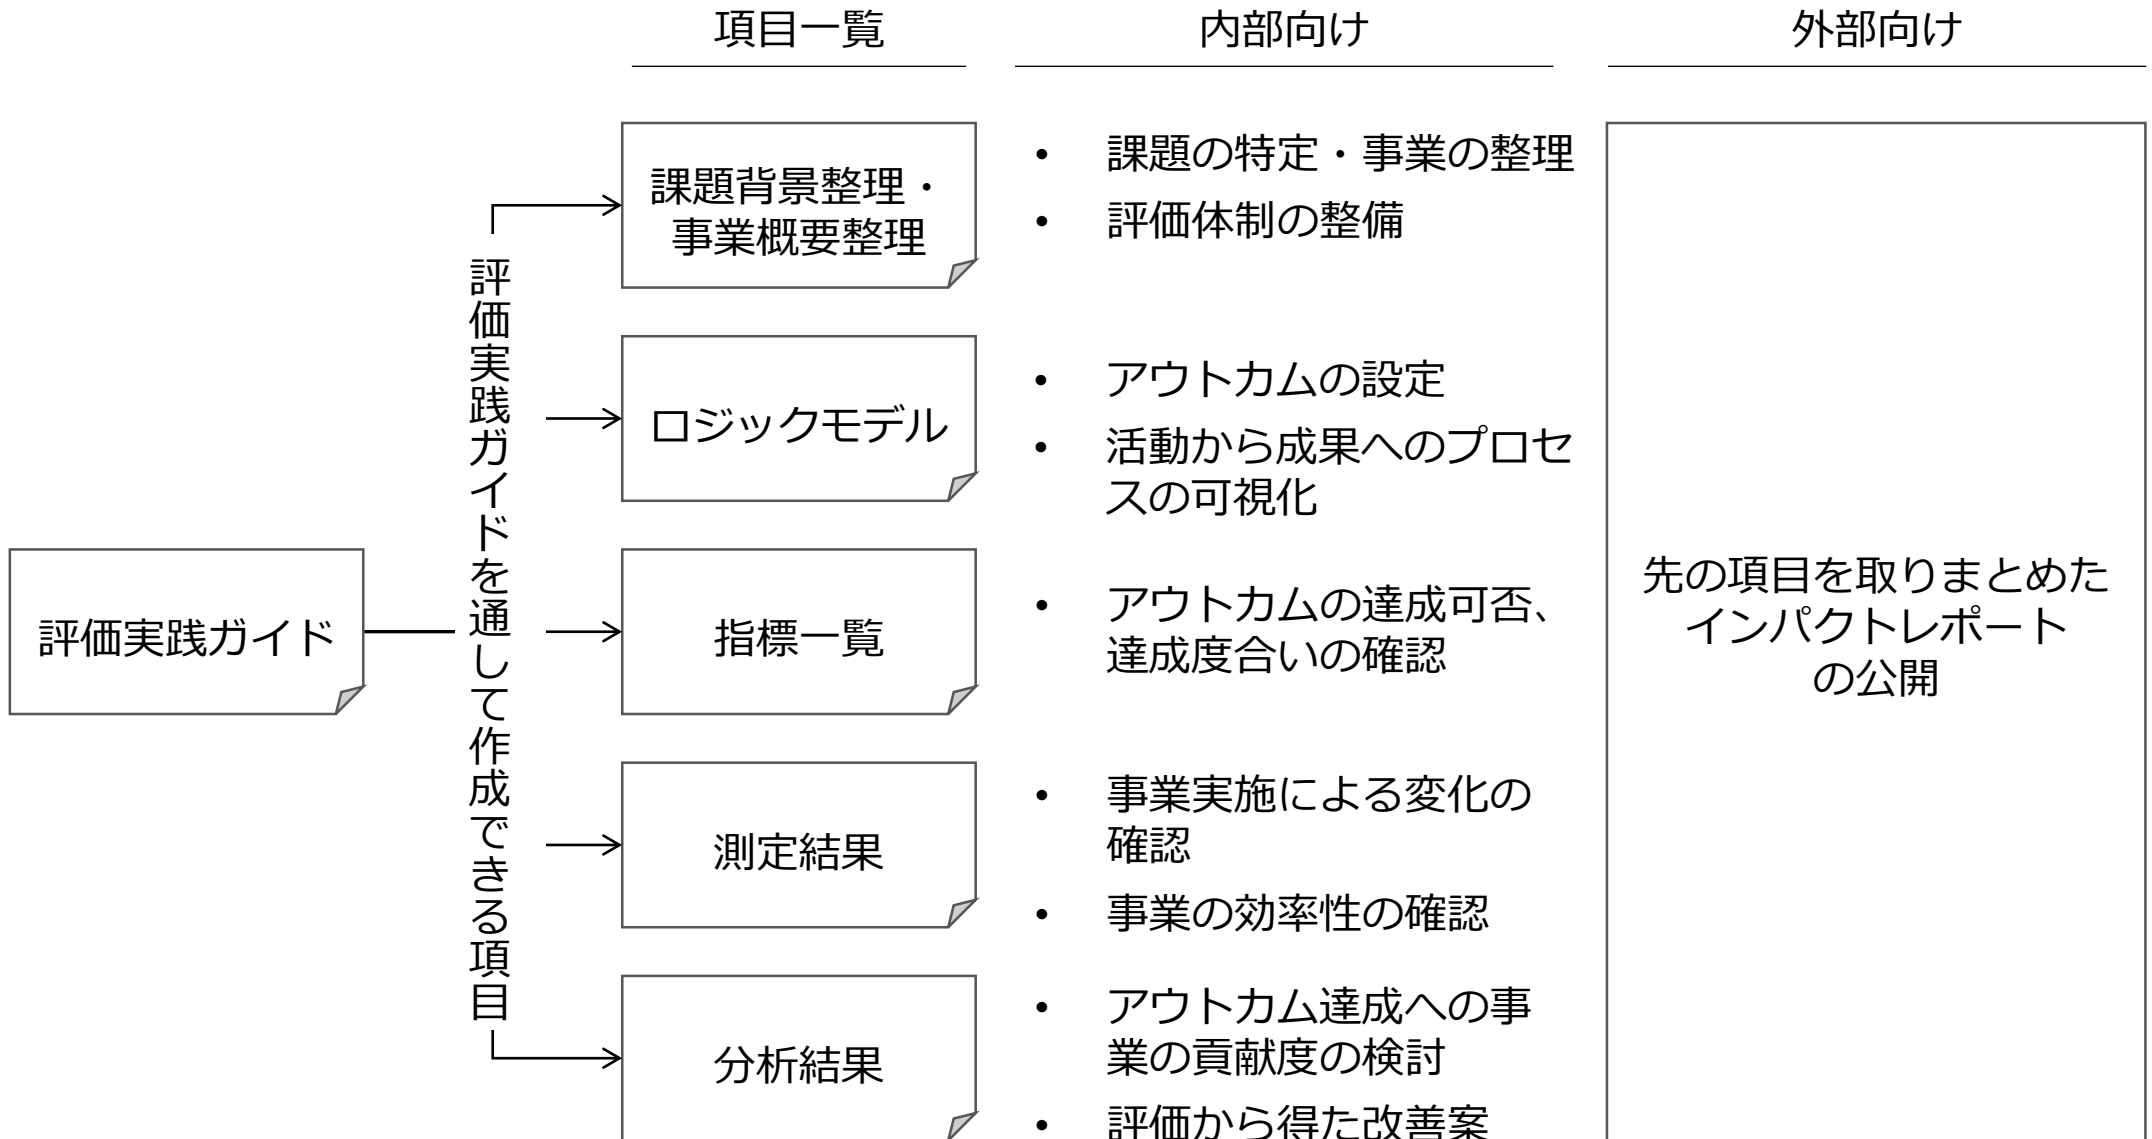 項目一覧
内部向け
外部向け
評価実践ガイド
評価実践ガイドを通して作成できる項目
課題背景整理・
事業概要整理
• 課題の特定・事業の整理
• 評価体制の整備
ロジックモデル
• アウトカムの設定
• 活動から成果へのプロセ
スの可視化
指標一覧
• アウトカムの達成可否、
達成度合いの確認
測定結果
• 事業実施による変化の
確認
• 事業の効率性の確認
分析結果
• アウトカム達成への事
業の貢献度の検討
• 評価から得た改善案
先の項目を取りまとめた
インパクトレポート
の公開